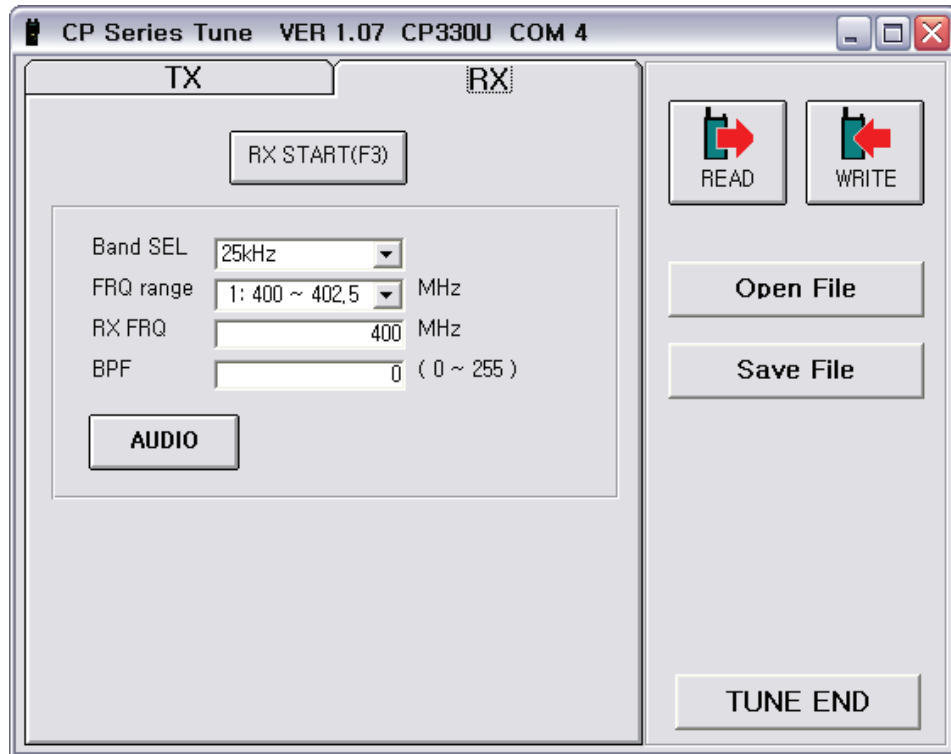 CP Series Tune VER 1.07 CP330U COM 4
TX
RX
RX START(F3)
READ
WRITE
Band SEL 25kHz
FRQ range 1: 400 ~ 402,5 MHz
RX FRQ 400 MHz
BPF 0 ( 0 ~ 255 )
AUDIO
Open File
Save File
TUNE END